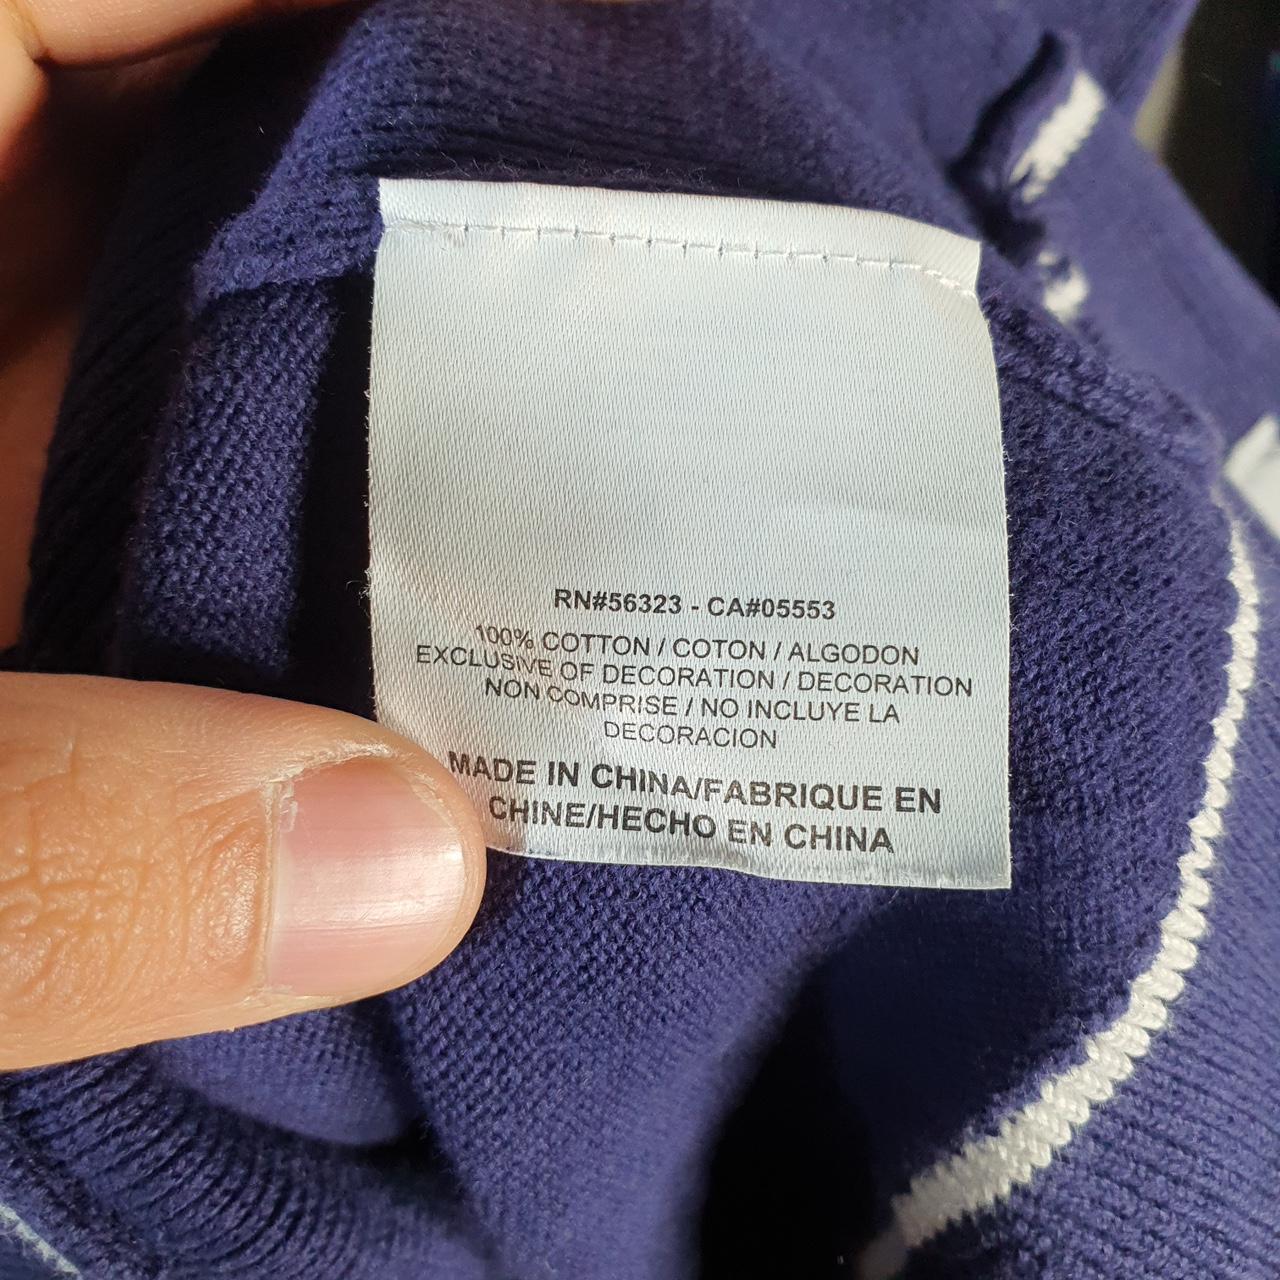 RN#56323 - CA#05553
100% COTTON / COTON / ALGODON
EXCLUSIVE OF DECORATION / DECORATION
NON COMPRISE / NO INCLUYE LA
DECORACION
MADE IN CHINA/FABRIQUE EN
CHINE/HECHO EN CHINA